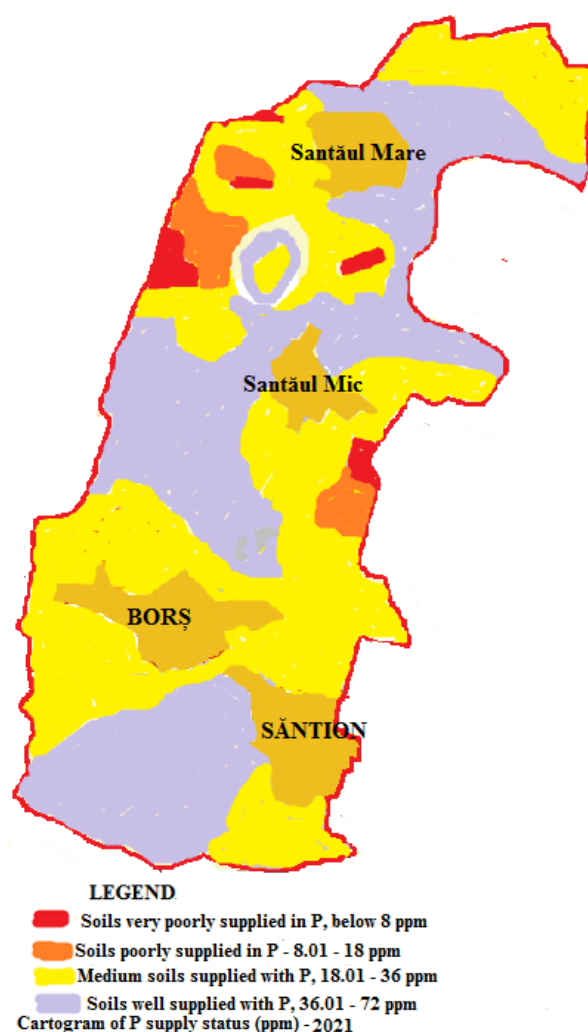 Santăul Mare
Santăul Mic
BORȘ
SĂNTION
LEGEND
Soils very poorly supplied in P, below 8 ppm
Soils poorly supplied in P - 8.01 - 18 ppm
Medium soils supplied with P, 18.01 - 36 ppm
Soils well supplied with P, 36.01 - 72 ppm
Cartogram of P supply status (ppm) - 2021